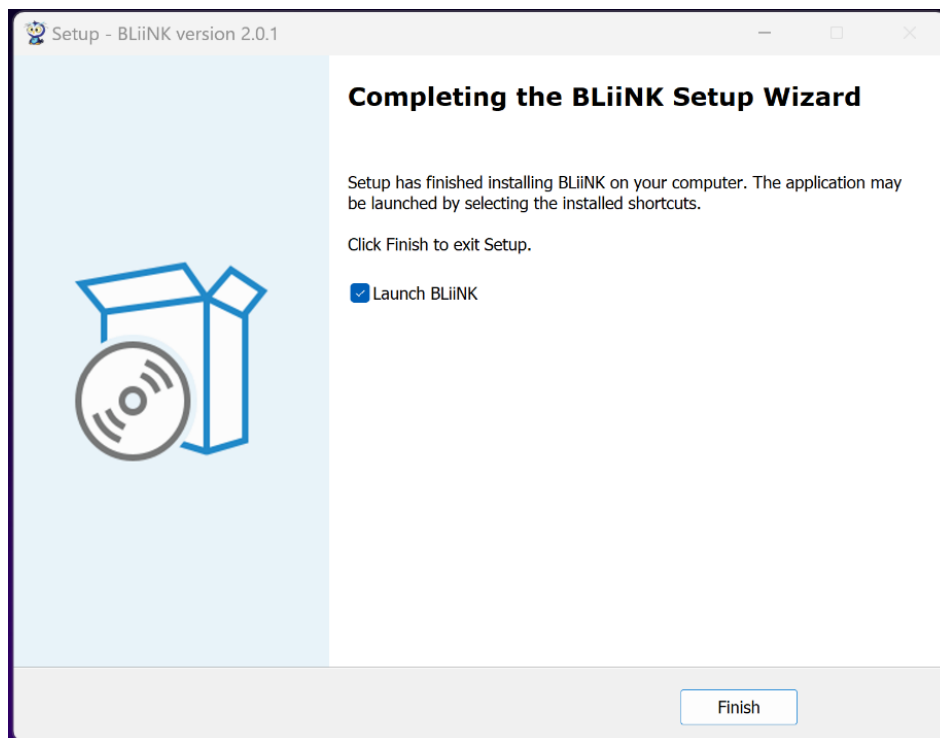 Setup - BLiiNK version 2.0.1
Completing the BLiiNK Setup Wizard
Setup has finished installing BLiiNK on your computer. The application may
be launched by selecting the installed shortcuts.
Click Finish to exit Setup.
Launch BLiiNK
Finish